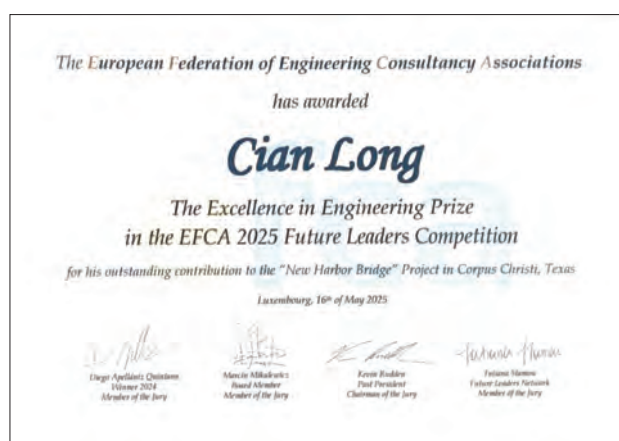 The European Federation of Engineering Consultancy Associations
has awarded
Cian Long
The Excellence in Engineering Prize
in the EFCA 2025 Future Leaders Competition
for his outstanding contribution to the "New Harbor Bridge" Project in Corpus Christi, Texas
Luxembourg, 16th of May 2025
Diego Apellániz Quintana
Winner 2024
Member of the Jury
Marcin Mikulewicz
Board Member
Member of the Jury
Kevin Rudden
Past President
Chairman of the Jury
Future Leaders Network
Member of the Jury